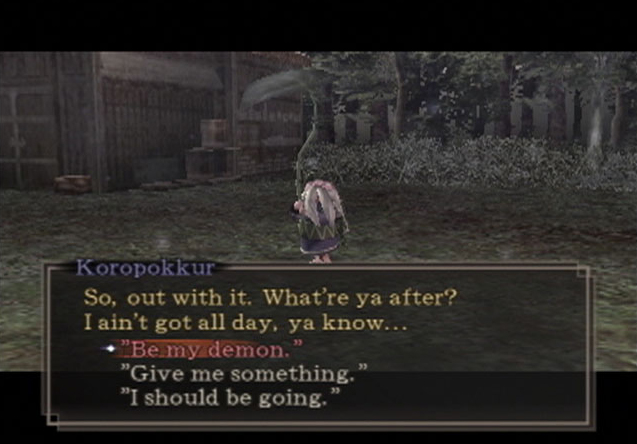 Koropokkur
So, out with it. What're ya after?
I ain't got all day, ya know...
"Be my demon."
"Give me something."
"I should be going."